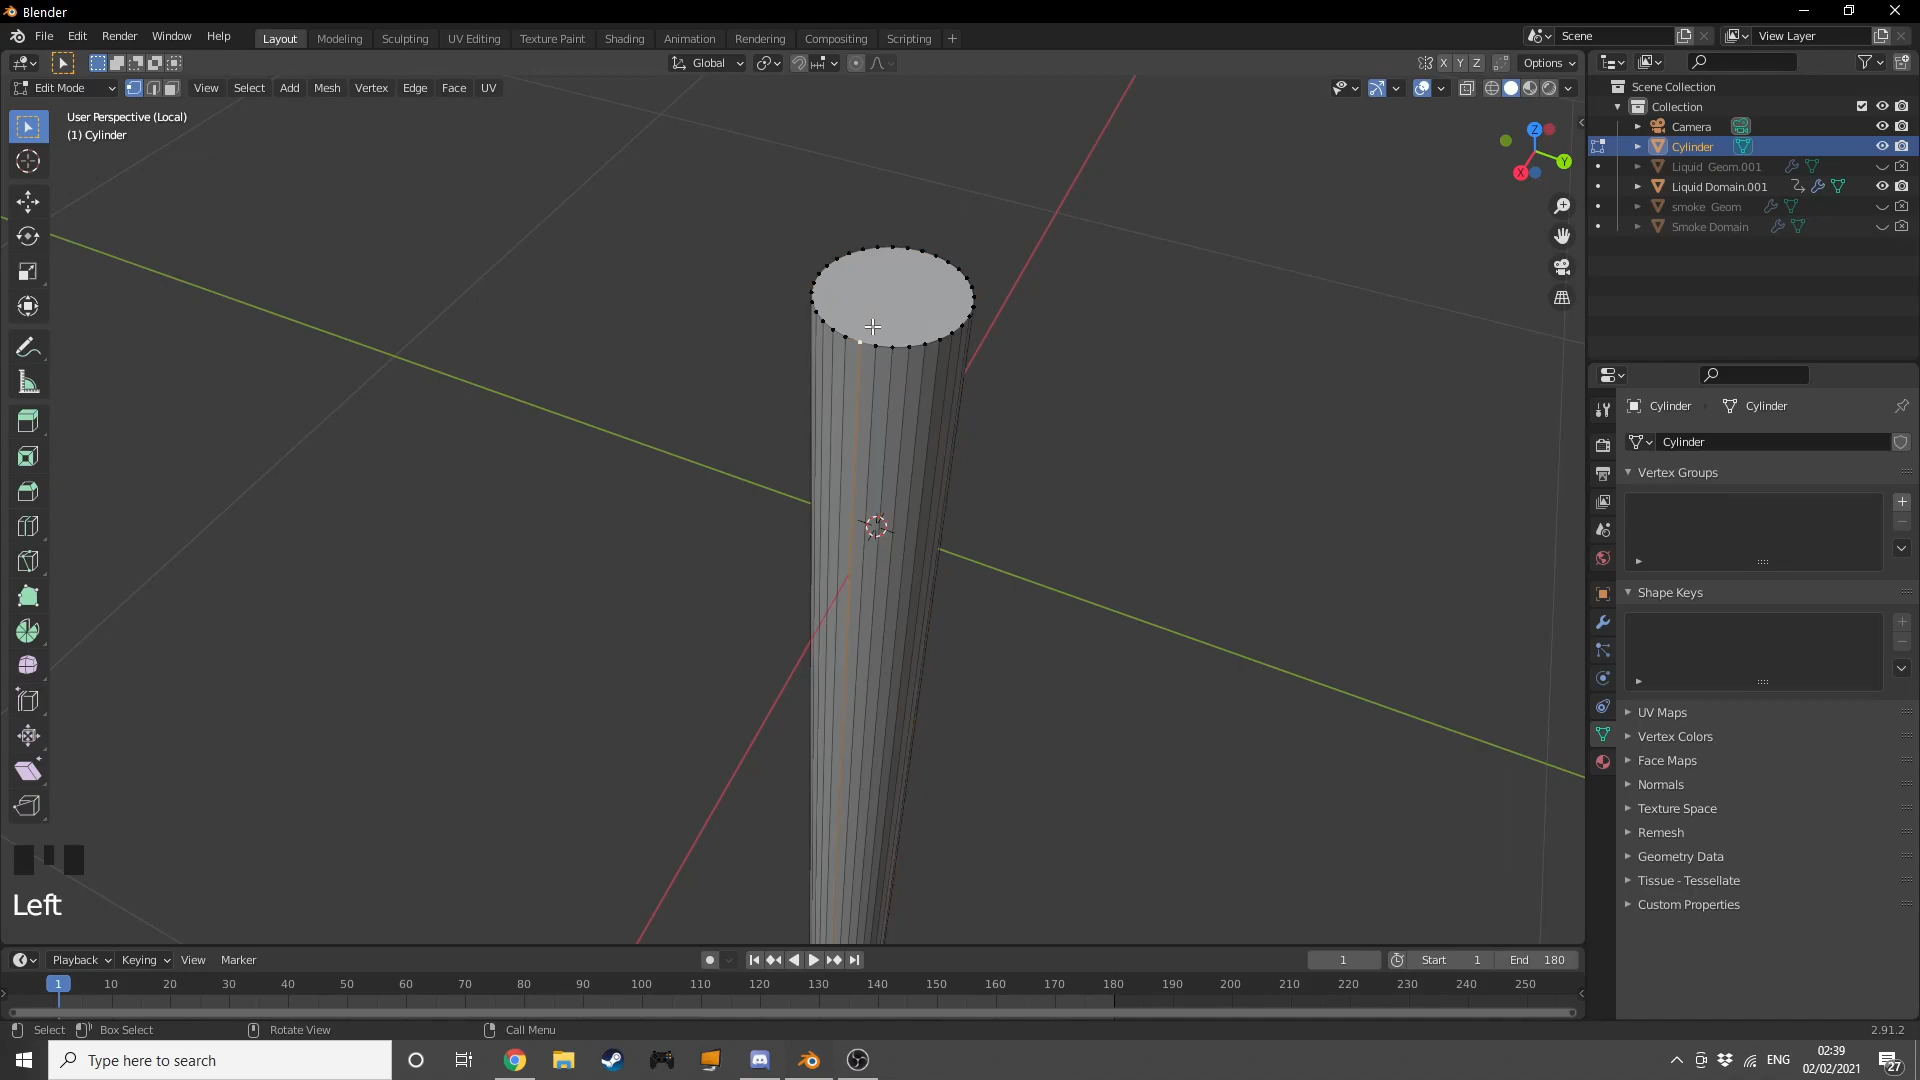 Blender
File Edit Render Window Help
Layout Modeling Sculpting UV Editing Texture Paint Shading Animation Rendering Compositing Scripting +
Scene
View Layer
Global
X Y Z
Options
Edit Mode
View Select Add Mesh Vertex Edge Face UV
User Perspective (Local)
(1) Cylinder
Z
Y
X
Scene Collection
Collection
Camera
Cylinder
Liquid Geom.001
Liquid Domain.001
smoke Geom
Smoke Domain
Cylinder Cylinder
Cylinder
Vertex Groups
Shape Keys
UV Maps
Vertex Colors
Face Maps
Normals
Texture Space
Remesh
Geometry Data
Tissue - Tessellate
Custom Properties
Left
Playback Keying View Marker
1 Start 1 End 180
1 10 20 30 40 50 60 70 80 90 100 110 120 130 140 150 160 170 180 190 200 210 220 230 240 250
Select Box Select Rotate View Call Menu 2.91.2
Type here to search
ENG
02:39
02/02/2021
27